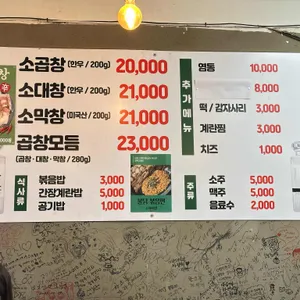 소곱창 (한우 / 200g) 20,000
소대창 (한우 / 200g) 21,000
소막창 (미국산 / 200g) 21,000
곱창모듬 23,000
(곱창 · 대창 · 막창 / 280g)
추가메뉴
염통 10,000
8,000
떡 / 감자사리 3,000
계란찜 3,000
치즈 1,000
식사류
볶음밥 3,000
간장계란밥 5,000
공기밥 1,000
주류
소주 5,000
맥주 5,000
음료수 2,000